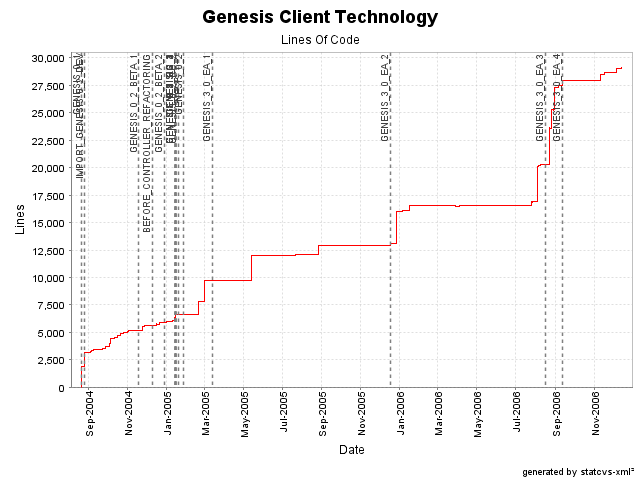 Genesis Client Technology
Lines Of Code
30,000
27,500
25,000
22,500
20,000
17,500
15,000
12,500
10,000
7,500
5,000
2,500
0
Lines
GENESIS_0_2_BETA_1
BEFORE_CONTROLLER_REFACTORING
GENESIS_0_2_BETA_2
GENESIS_3_0_EA_1
GENESIS_3_0_EA_2
GENESIS_3_0_EA_3
GENESIS_3_0_EA_4
Sep-2004
Nov-2004
Jan-2005
Mar-2005
May-2005
Jul-2005
Sep-2005
Nov-2005
Jan-2006
Mar-2006
May-2006
Jul-2006
Sep-2006
Nov-2006
Date
generated by statcvs-xml²